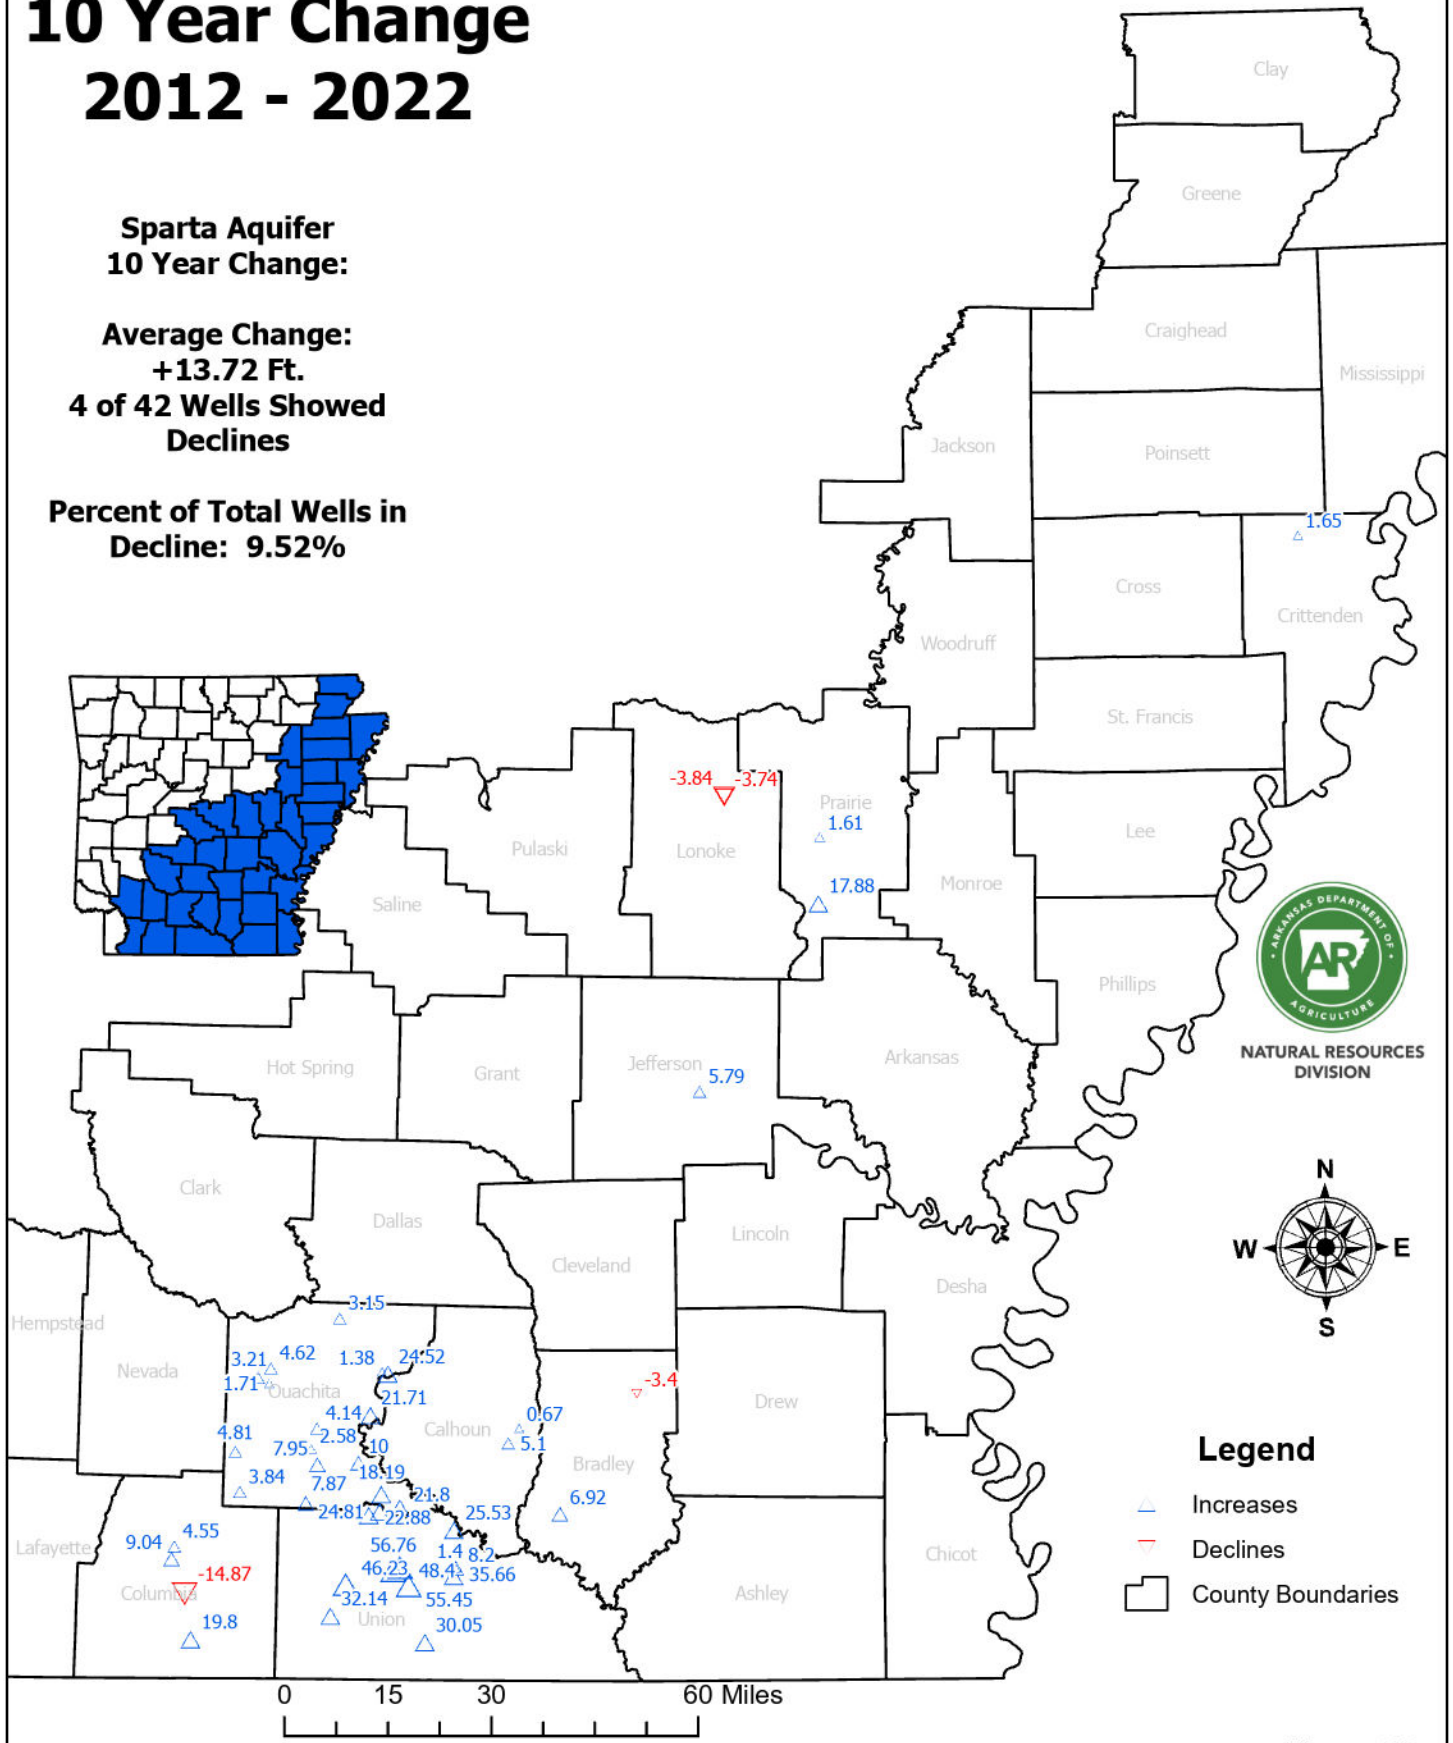 10 Year Change
2012 - 2022
Sparta Aquifer
10 Year Change:
Average Change:
+13.72 Ft.
4 of 42 Wells Showed
Declines
Percent of Total Wells in
Decline: 9.52%
Clay
Greene
Craighead
Mississippi
Jackson
Poinsett
1.65
Cross
Crittenden
Woodruff
St. Francis
-3.84
-3.74
Prairie
1.61
Lee
Pulaski
Lonoke
17.88
Monroe
Saline
ARKANSAS DEPARTMENT OF
AR
AGRICULTURE
NATURAL RESOURCES
DIVISION
Phillips
Hot Spring
Grant
Jefferson
5.79
Arkansas
Clark
Dallas
Lincoln
Cleveland
Desha
N
W
E
S
Hempstead
Nevada
3.15
3.21
4.62
1.38
24.52
1.71
Ouachita
21.71
-3.4
Drew
4.14
0.67
4.81
2.58
Calhoun
7.95
10
5.1
Bradley
3.84
7.87
18.19
21.8
6.92
24.81
22.88
25.53
Lafayette
9.04
4.55
56.76
1.4
8.2
Chicot
-14.87
46.23
35.66
Columbia
32.14
55.45
Ashley
19.8
Union
30.05
Legend
Increases
Declines
County Boundaries
0
15
30
60 Miles